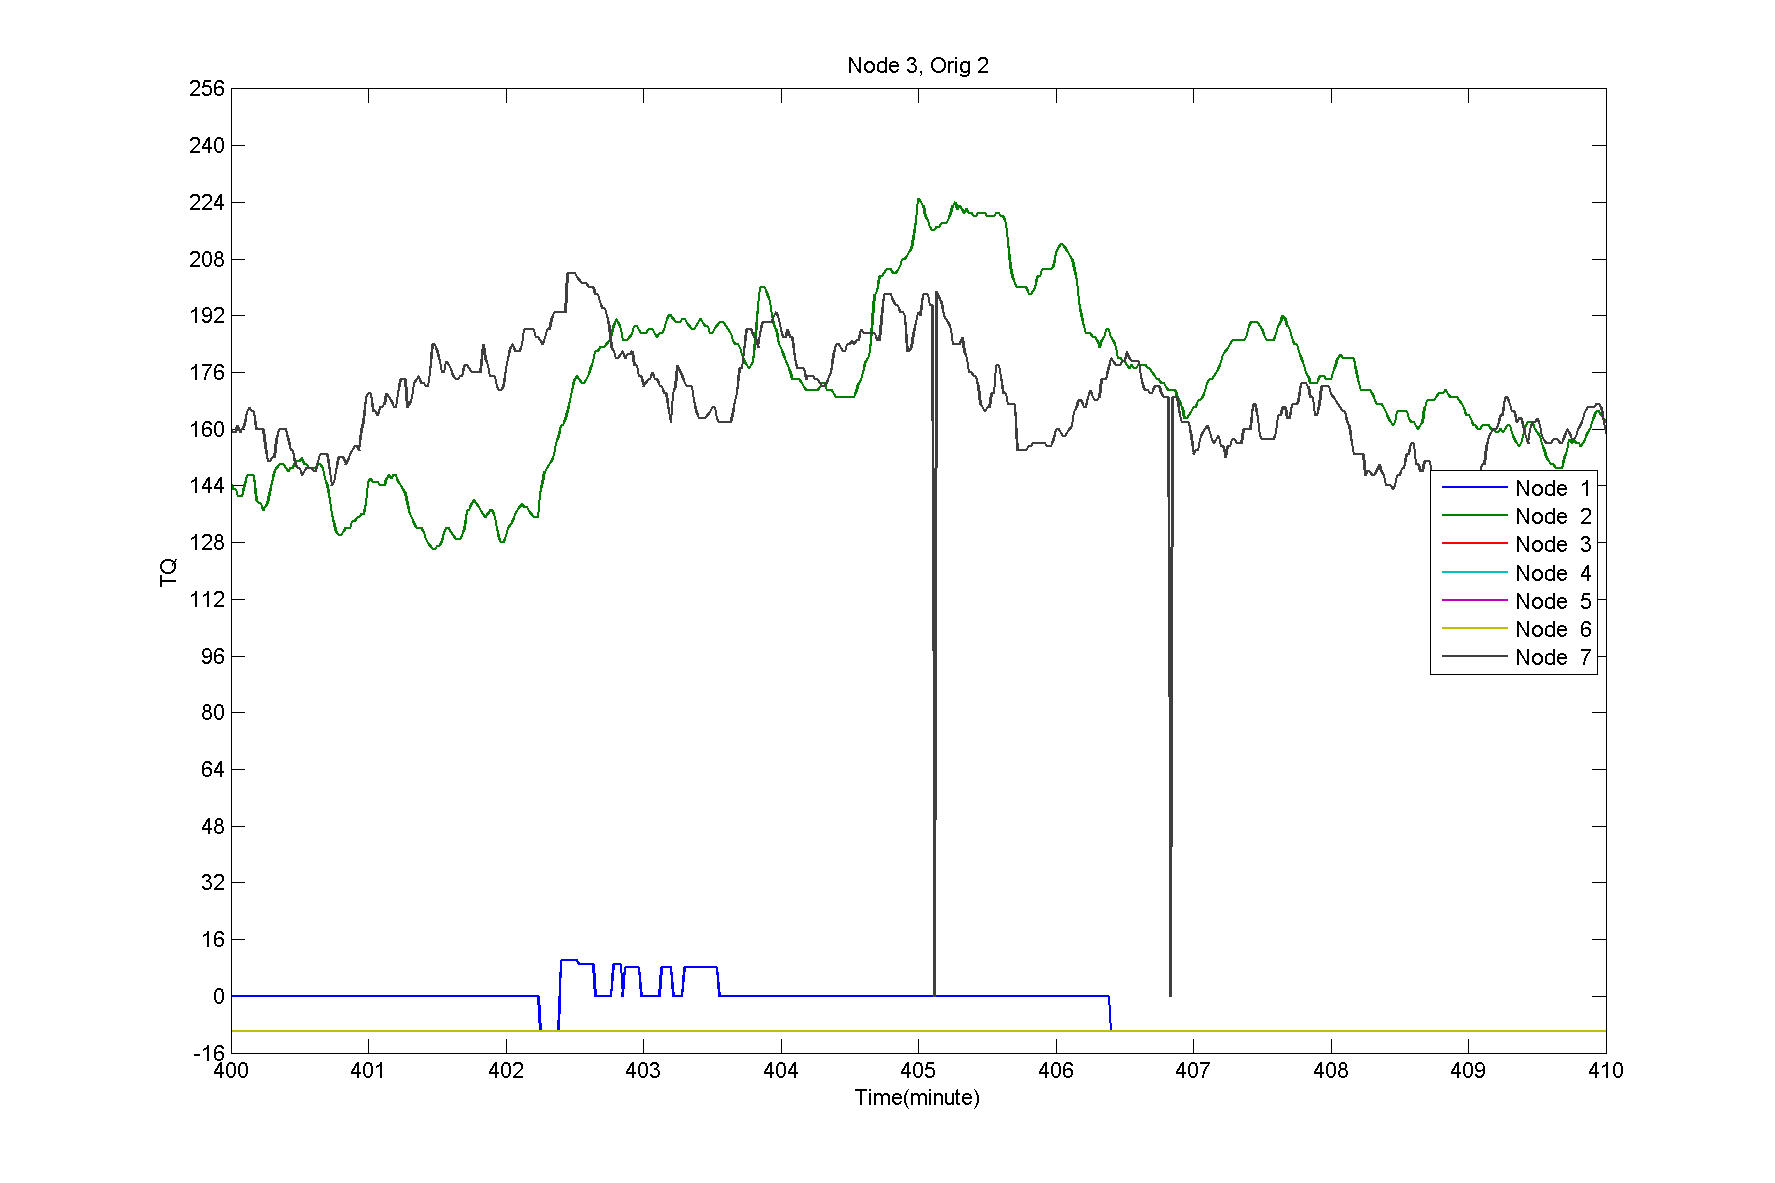 Node 3, Orig 2
256
240
224
208
192
176
160
144
128
112
96
80
64
48
32
16
0
-16
TQ
Node 1
Node 2
Node 3
Node 4
Node 5
Node 6
Node 7
400 401 402 403 404 405 406 407 408 409 410
Time(minute)